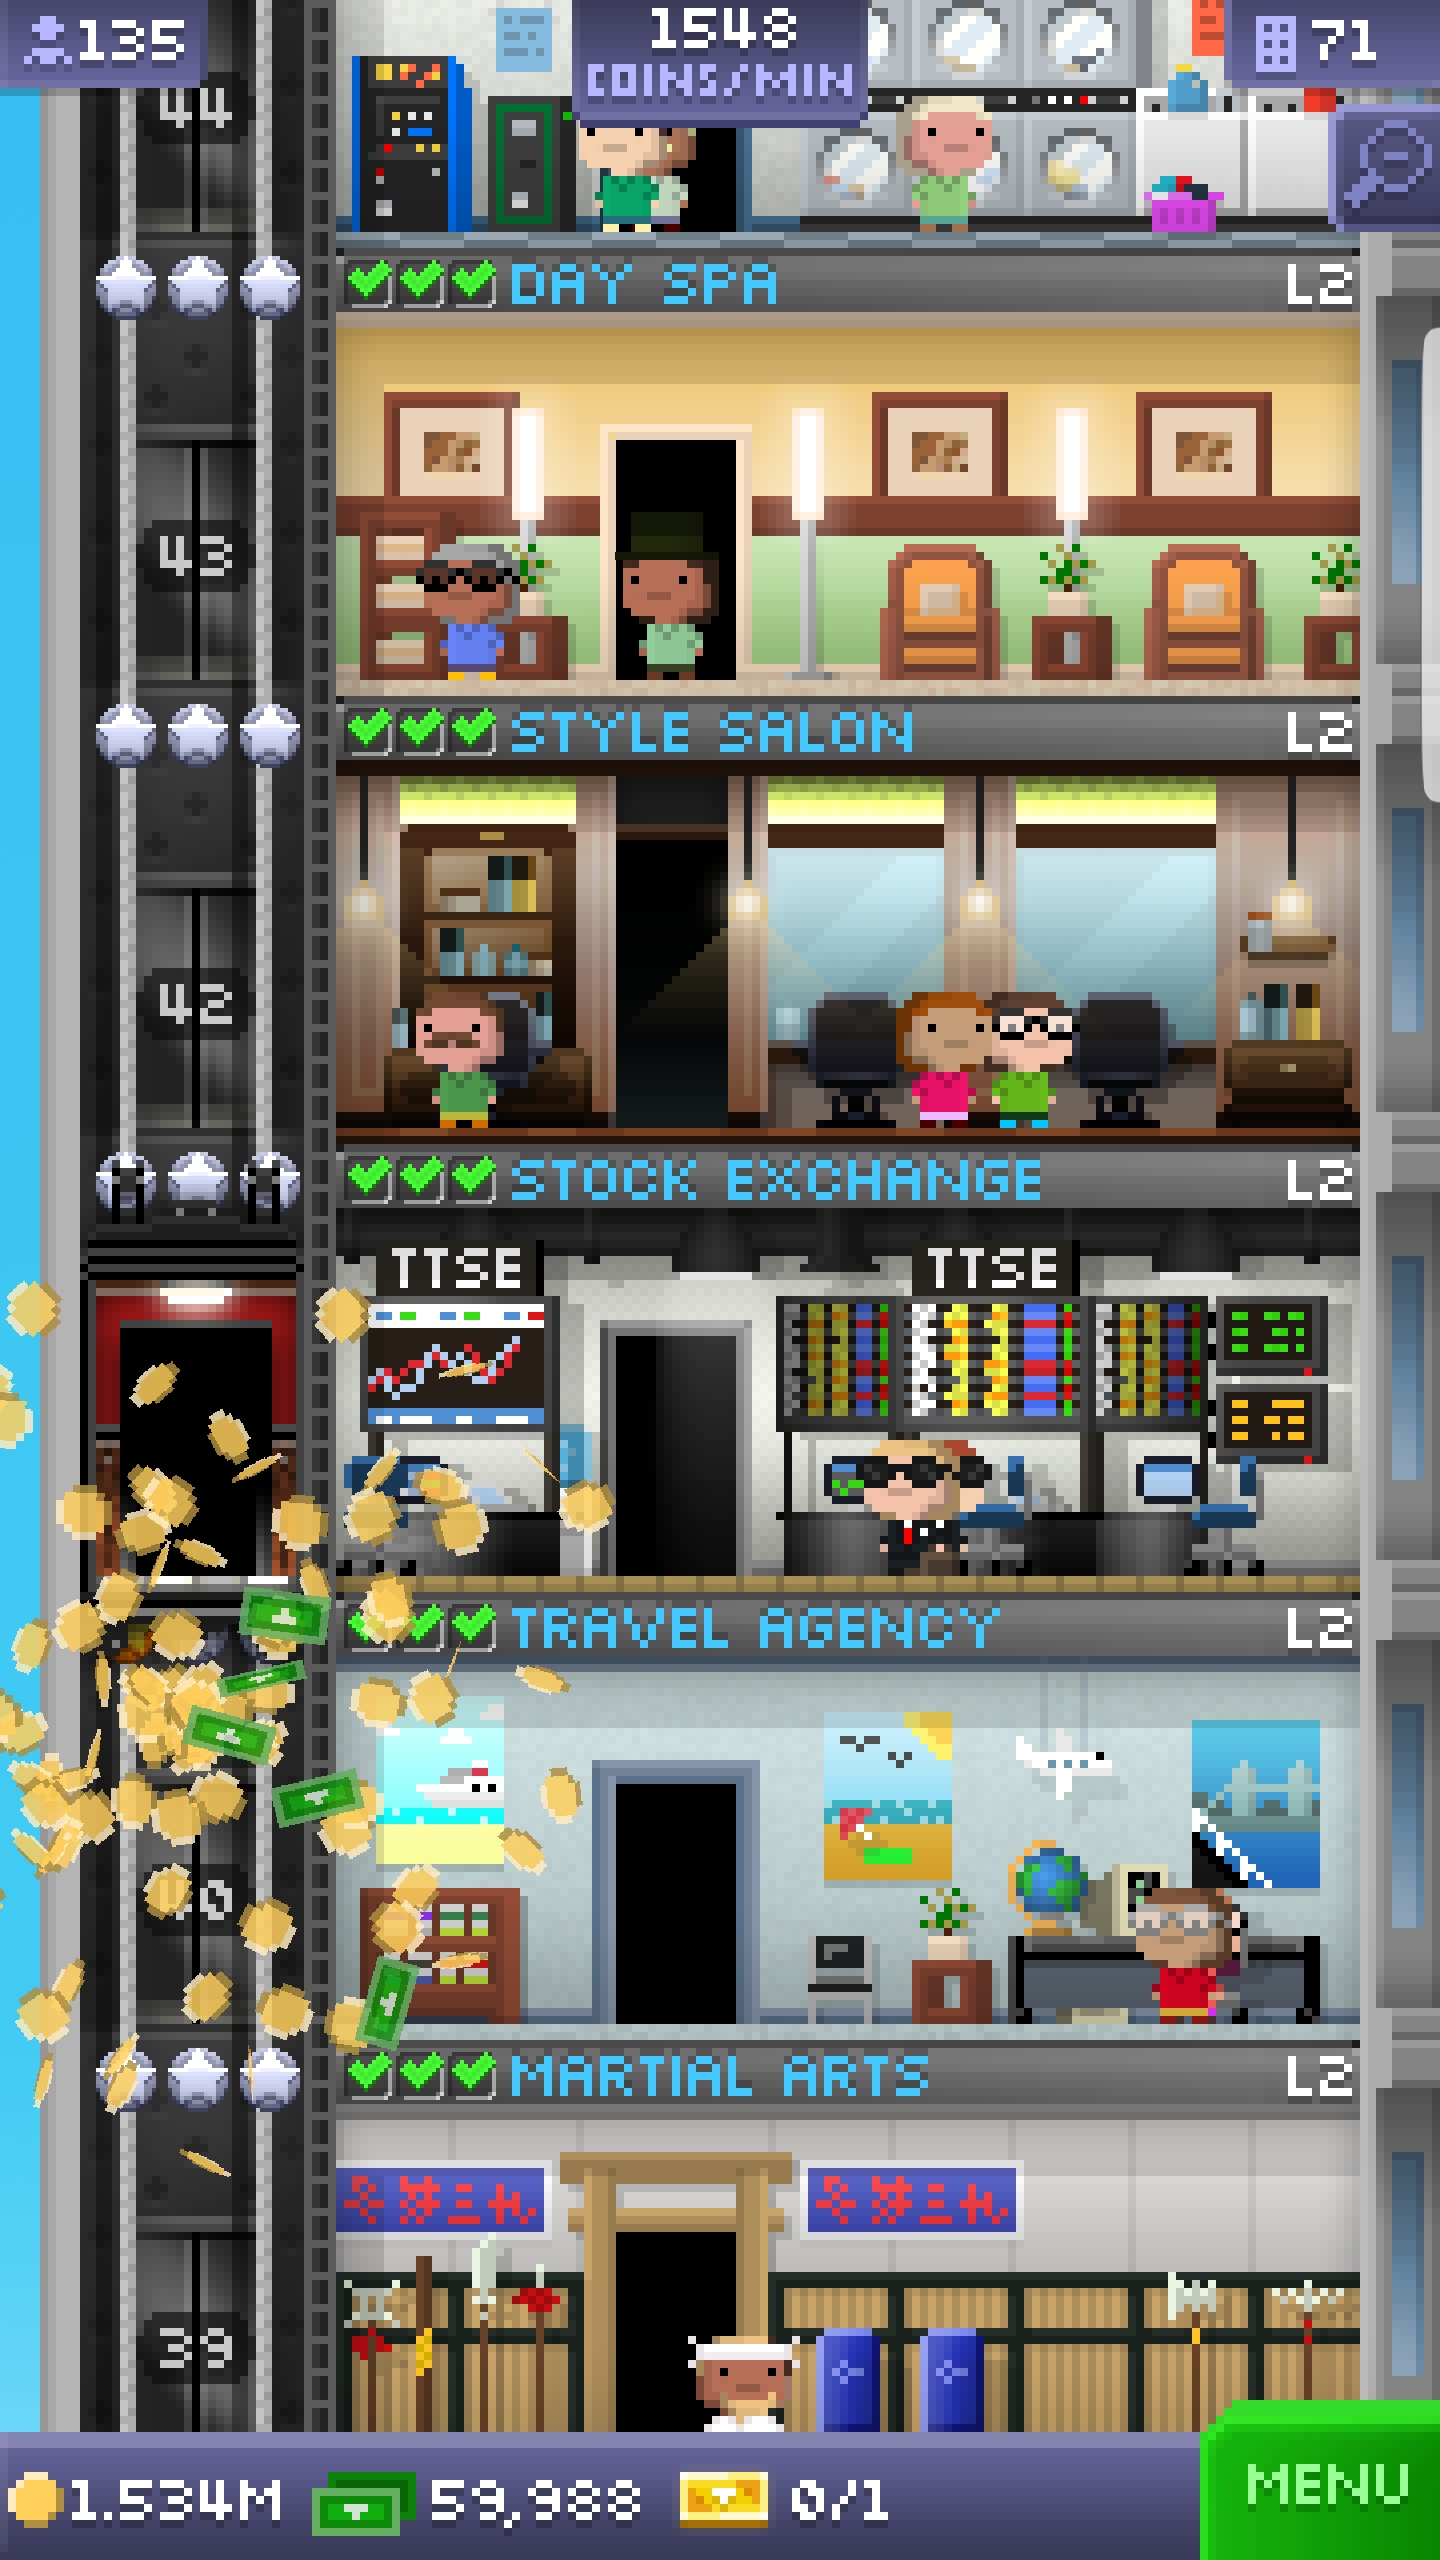 135
1548
COINS/MIN
71
44
DAY SPA L2
43
STYLE SALON L2
42
STOCK EXCHANGE L2
TTSE TTSE
TRAVEL AGENCY L2
MARTIAL ARTS L2
39
1.534M 59,988 0/1
MENU